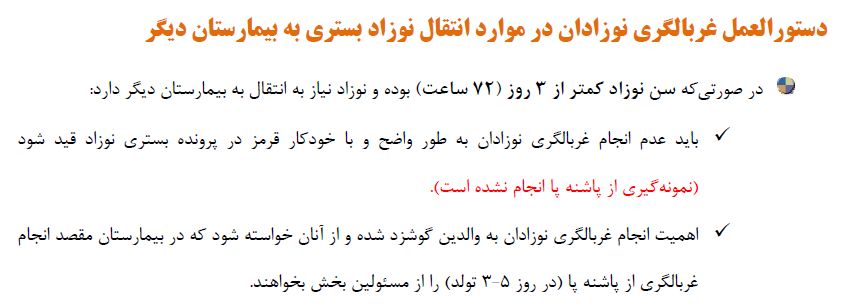 دستورالعمل غربالگری نوزادان در موارد انتقال نوزاد بستری به بیمارستان دیگر
در صورتی‌که سن نوزاد کمتر از ۳ روز (۷۲ ساعت) بوده و نوزاد نیاز به انتقال به بیمارستان دیگر دارد:
✓ باید عدم انجام غربالگری نوزادان به طور واضح و با خودکار قرمز در پرونده بستری نوزاد قید شود
(نمونه‌گیری از پاشنه پا انجام نشده است).
✓ اهمیت انجام غربالگری نوزادان به والدین گوشزد شده و از آنان خواسته شود که در بیمارستان مقصد انجام
غربالگری از پاشنه پا (در روز ۵-۳ تولد) را از مسئولین بخش بخواهند.